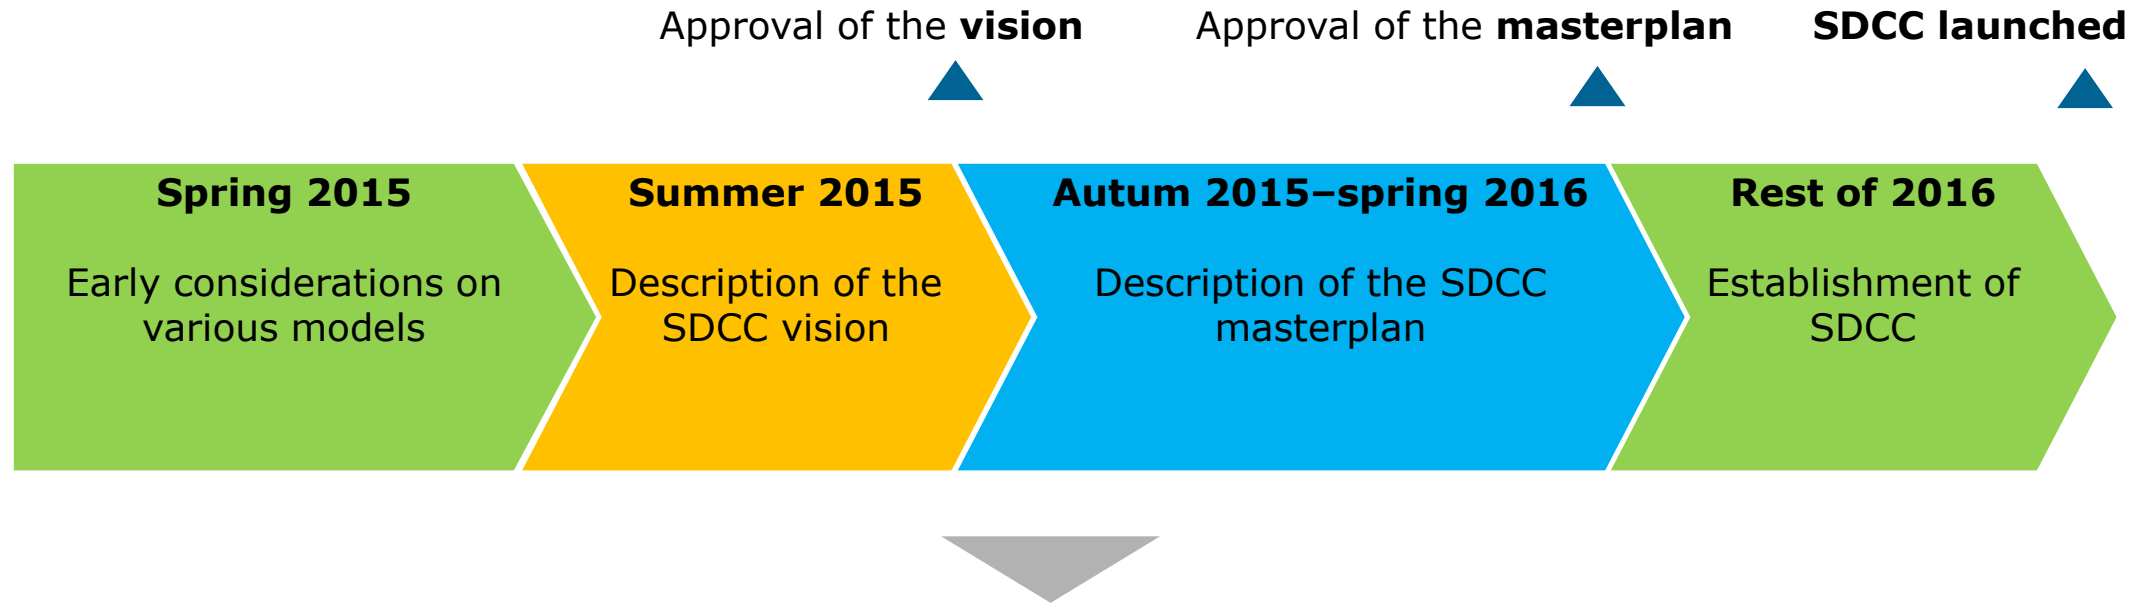 Approval of the vision
Approval of the masterplan
SDCC launched
Spring 2015
Early considerations on
various models
Summer 2015
Description of the
SDCC vision
Autum 2015–spring 2016
Description of the SDCC
masterplan
Rest of 2016
Establishment of
SDCC